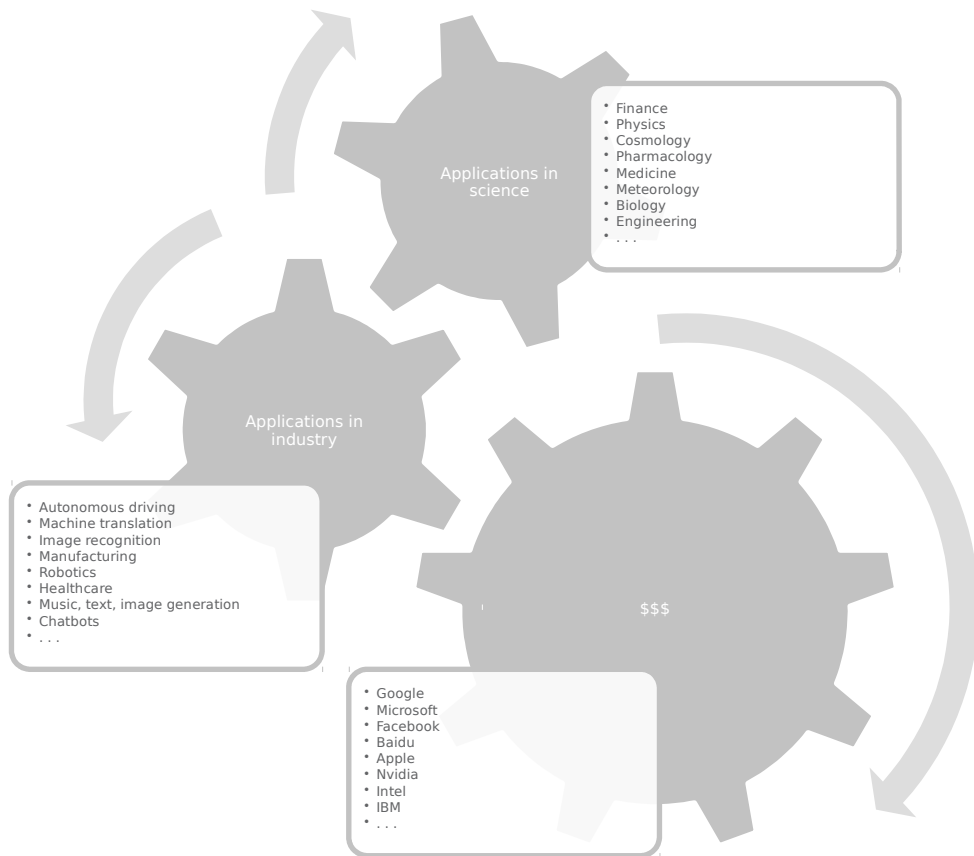 Applications in
science
• Finance
• Physics
• Cosmology
• Pharmacology
• Medicine
• Meteorology
• Biology
• Engineering
• . . .
Applications in
industry
• Autonomous driving
• Machine translation
• Image recognition
• Manufacturing
• Robotics
• Healthcare
• Music, text, image generation
• Chatbots
• . . .
$$$
• Google
• Microsoft
• Facebook
• Baidu
• Apple
• Nvidia
• Intel
• IBM
• . . .